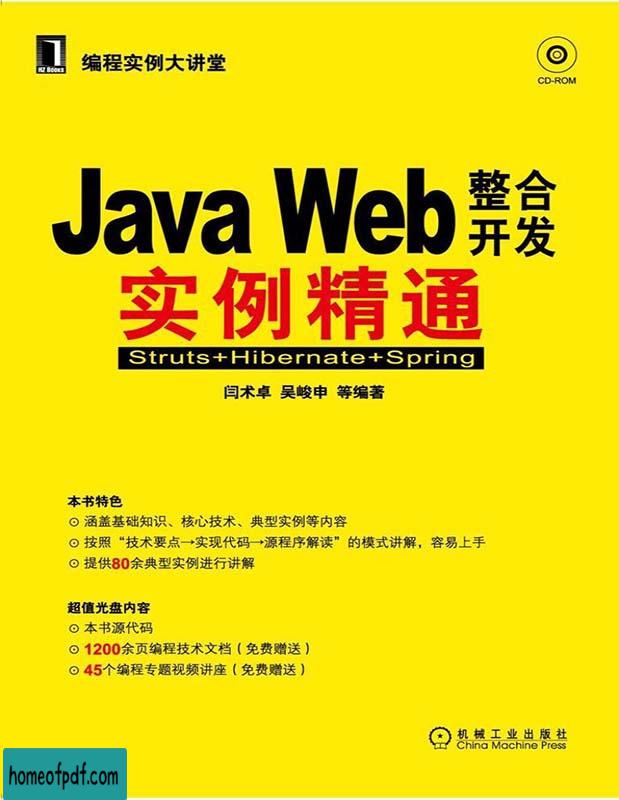 HZ Books
编程实例大讲堂
CD-ROM
Java Web 整合
开发
实例精通
Struts+Hibernate+Spring
闫术卓 吴峻申 等编著
本书特色
涵盖基础知识、核心技术、典型实例等内容
按照“技术要点→实现代码→源程序解读”的模式讲解，容易上手
提供80余典型实例进行讲解
超值光盘内容
本书源代码
1200余页编程技术文档（免费赠送）
45个编程专题视频讲座（免费赠送）
机械工业出版社
China Machine Press
homeofpdf.com